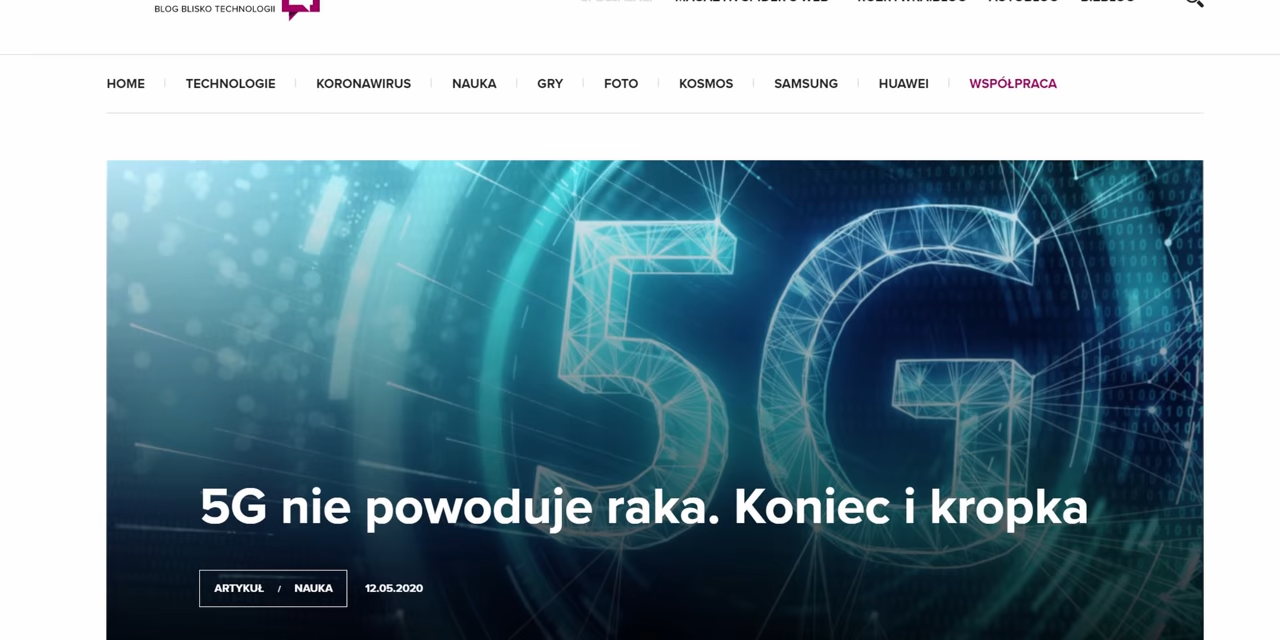 BLOG BLISKO TECHNOLOGII
HOME TECHNOLOGIE KORONAWIRUS NAUKA GRY FOTO KOSMOS SAMSUNG HUAWEI WSPÓŁPRACA
5G
5G nie powoduje raka. Koniec i kropka
ARTYKUŁ / NAUKA 12.05.2020